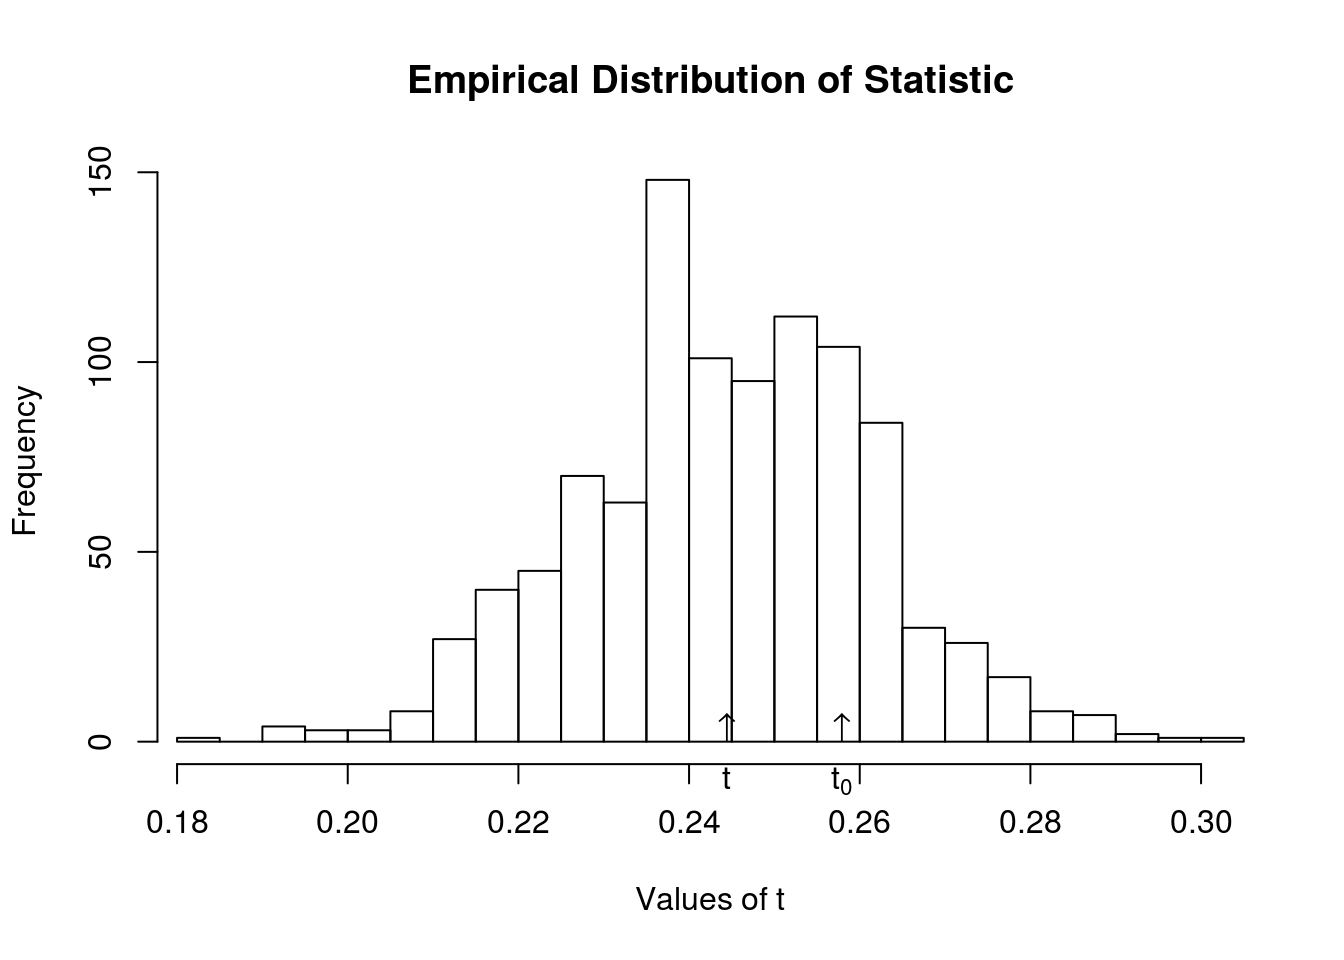 Empirical Distribution of Statistic
Frequency
150
100
50
0
t t₀
0.18 0.20 0.22 0.24 0.26 0.28 0.30
Values of t